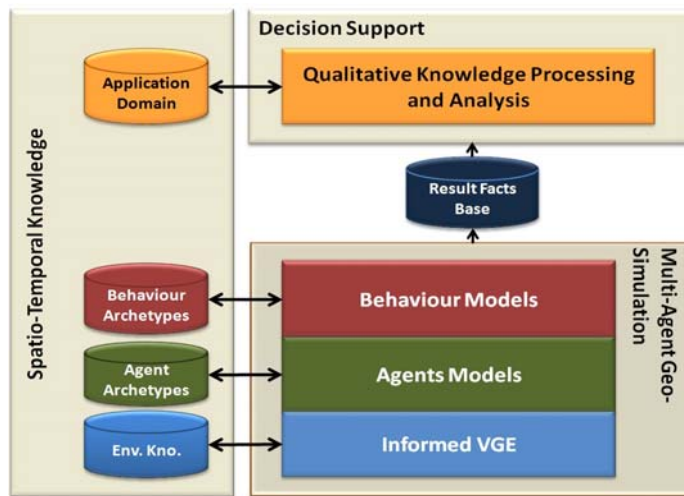 Decision Support
Application
Domain
Qualitative Knowledge Processing
and Analysis
Spatio-Temporal Knowledge
Result Facts
Base
Multi-Agent Geo-
Simulation
Behaviour
Archetypes
Behaviour Models
Agent
Archetypes
Agents Models
Env. Kno.
Informed VGE